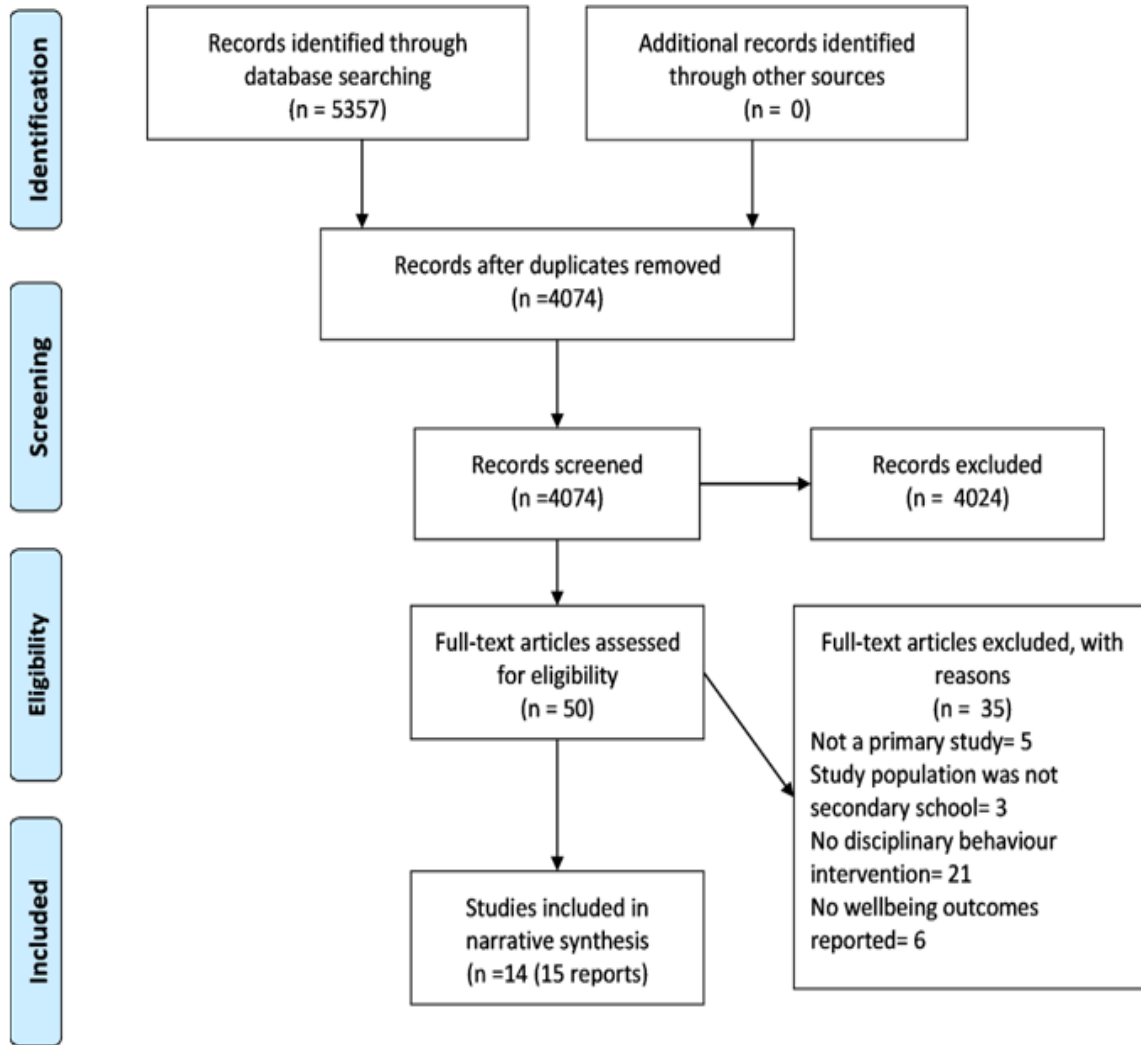 Identification
Records identified through
database searching
(n = 5357)
Additional records identified
through other sources
(n = 0)
Records after duplicates removed
(n =4074)
Screening
Records screened
(n =4074)
Records excluded
(n = 4024)
Eligibility
Full-text articles assessed
for eligibility
(n = 50)
Full-text articles excluded, with
reasons
(n = 35)
Not a primary study= 5
Study population was not
secondary school= 3
No disciplinary behaviour
intervention= 21
No wellbeing outcomes
reported= 6
Included
Studies included in
narrative synthesis
(n =14 (15 reports)